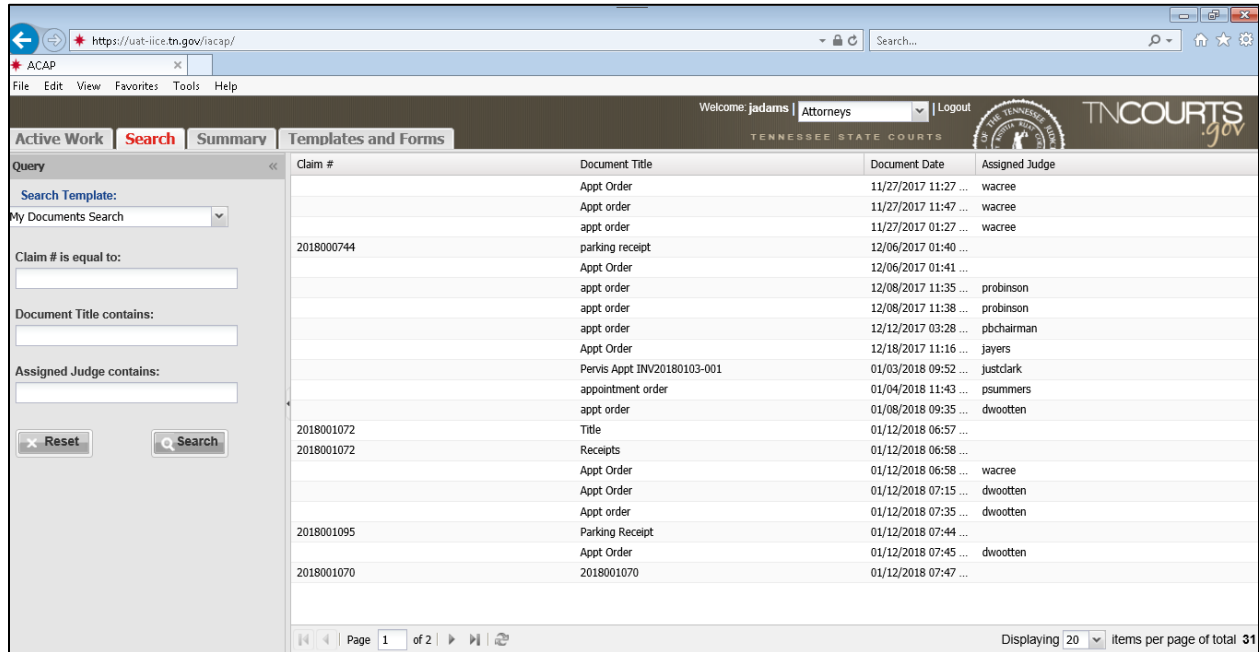 https://uat-iice.tn.gov/iacap/ Search...
ACAP
File Edit View Favorites Tools Help
Welcome: jadams | Attorneys | Logout
TENNESSEE STATE COURTS
TNCOURTS
.gov
Active Work Search Summary Templates and Forms
Query « Claim # Document Title Document Date Assigned Judge
Search Template:
My Documents Search
Claim # is equal to:
Document Title contains:
Assigned Judge contains:
Reset Search
Appt Order 11/27/2017 11:27 ... wacree
Appt order 11/27/2017 11:47 ... wacree
appt order 11/27/2017 01:27 ... wacree
2018000744 parking receipt 12/06/2017 01:40 ...
Appt Order 12/06/2017 01:41 ...
appt order 12/08/2017 11:35 ... probinson
appt order 12/08/2017 11:38 ... probinson
appt order 12/12/2017 03:28 ... pbchairman
Appt Order 12/18/2017 11:16 ... jayers
Pervis Appt INV20180103-001 01/03/2018 09:52 ... justclark
appointment order 01/04/2018 11:43 ... psummers
appt order 01/08/2018 09:35 ... dwootten
2018001072 Title 01/12/2018 06:57 ...
2018001072 Receipts 01/12/2018 06:58 ...
Appt Order 01/12/2018 06:58 ... wacree
Appt Order 01/12/2018 07:15 ... dwootten
Appt order 01/12/2018 07:35 ... dwootten
2018001095 Parking Receipt 01/12/2018 07:44 ...
Appt Order 01/12/2018 07:45 ... dwootten
2018001070 2018001070 01/12/2018 07:47 ...
Page 1 of 2 Displaying 20 items per page of total 31